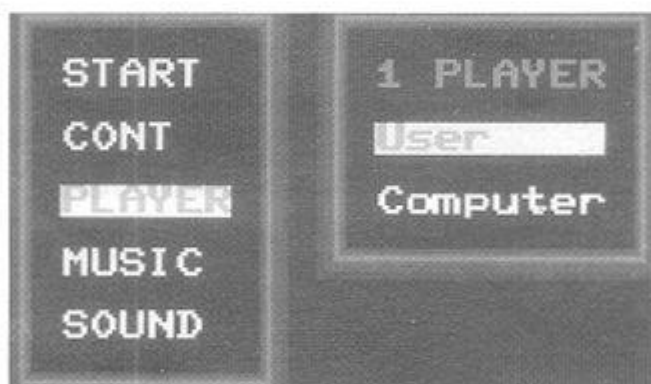 START
CONT
PLAYER
MUSIC
SOUND
1 PLAYER
User
Computer